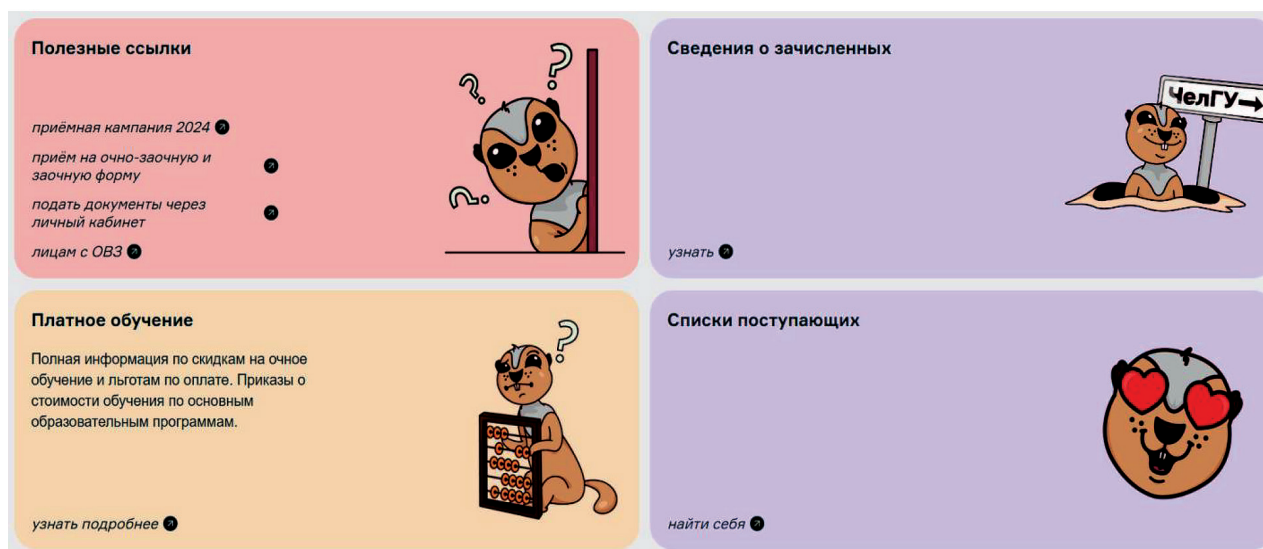 Полезные ссылки
приёмная кампания 2024
приём на очно-заочную и
заочную форму
подать документы через
личный кабинет
лицам с ОВЗ
Сведения о зачисленных
ЧелГУ→
узнать
Платное обучение
Полная информация по скидкам на очное
обучение и льготам по оплате. Приказы о
стоимости обучения по основным
образовательным программам.
узнать подробнее
Списки поступающих
найти себя